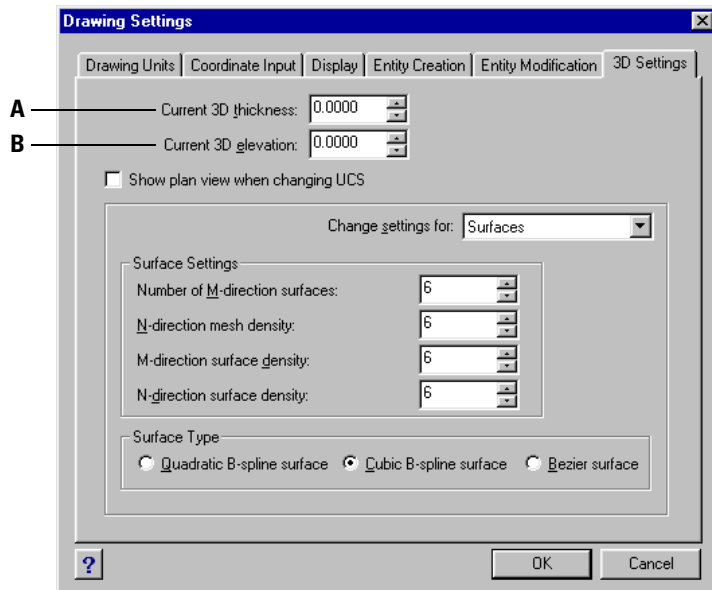 Drawing Settings
Drawing Units Coordinate Input Display Entity Creation Entity Modification 3D Settings
A Current 3D thickness: 0.0000
B Current 3D elevation: 0.0000
Show plan view when changing UCS
Change settings for: Surfaces
Surface Settings
Number of M-direction surfaces: 6
N-direction mesh density: 6
M-direction surface density: 6
N-direction surface density: 6
Surface Type
Quadratic B-spline surface Cubic B-spline surface Bezier surface
? OK Cancel